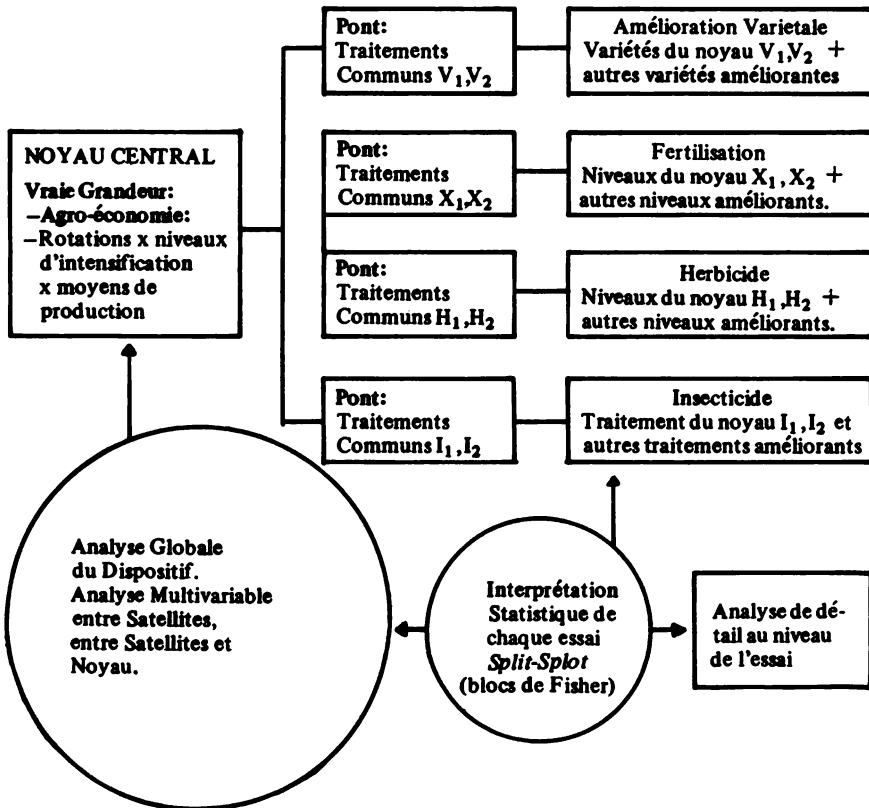 Pont:
Traitements
Communs V₁,V₂
Amélioration Varietale
Variétés du noyau V₁,V₂ +
autres variétés améliorantes
NOYAU CENTRAL
Vraie Grandeur:
–Agro-économie:
–Rotations x niveaux
d'intensification
x moyens de
production
Pont:
Traitements
Communs X₁,X₂
Fertilisation
Niveaux du noyau X₁, X₂ +
autres niveaux améliorants.
Pont:
Traitements
Communs H₁,H₂
Herbicide
Niveaux du noyau H₁,H₂ +
autres niveaux améliorants.
Pont:
Traitements
Communs I₁,I₂
Insecticide
Traitement du noyau I₁,I₂ et
autres traitements améliorants
Analyse Globale
du Dispositif.
Analyse Multivariable
entre Satellites,
entre Satellites et
Noyau.
Interprétation
Statistique de
chaque essai
Split-Splot
(blocs de Fisher)
Analyse de dé-
tail au niveau
de l'essai